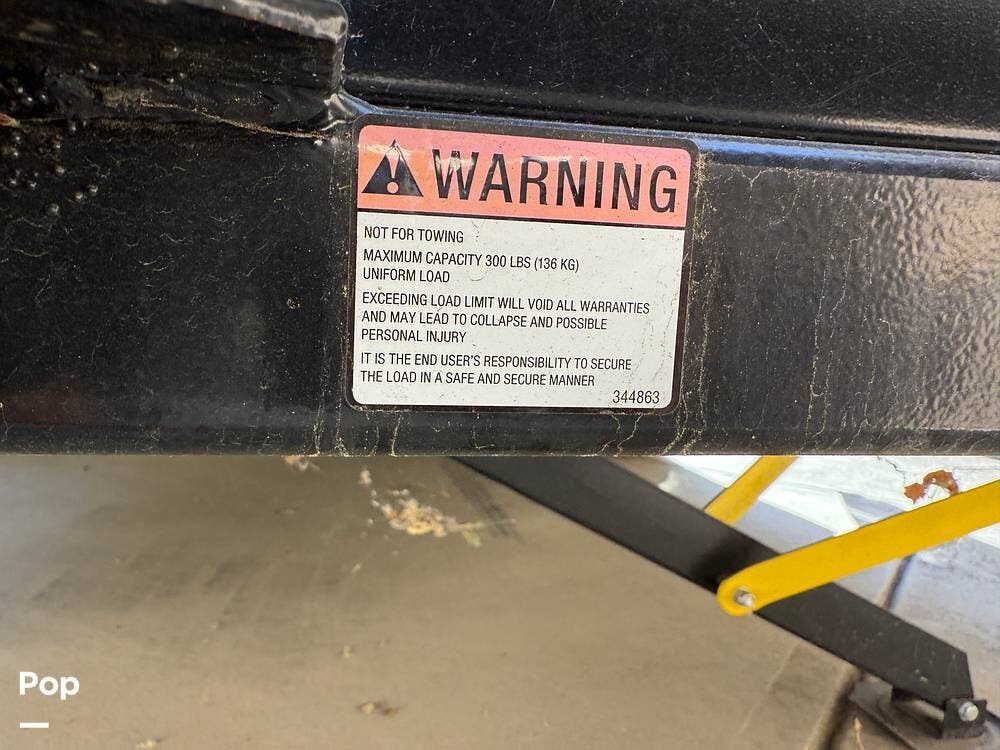 WARNING
NOT FOR TOWING
MAXIMUM CAPACITY 300 LBS (136 KG)
UNIFORM LOAD
EXCEEDING LOAD LIMIT WILL VOID ALL WARRANTIES
AND MAY LEAD TO COLLAPSE AND POSSIBLE
PERSONAL INJURY
IT IS THE END USER'S RESPONSIBILITY TO SECURE
THE LOAD IN A SAFE AND SECURE MANNER
344863
Pop